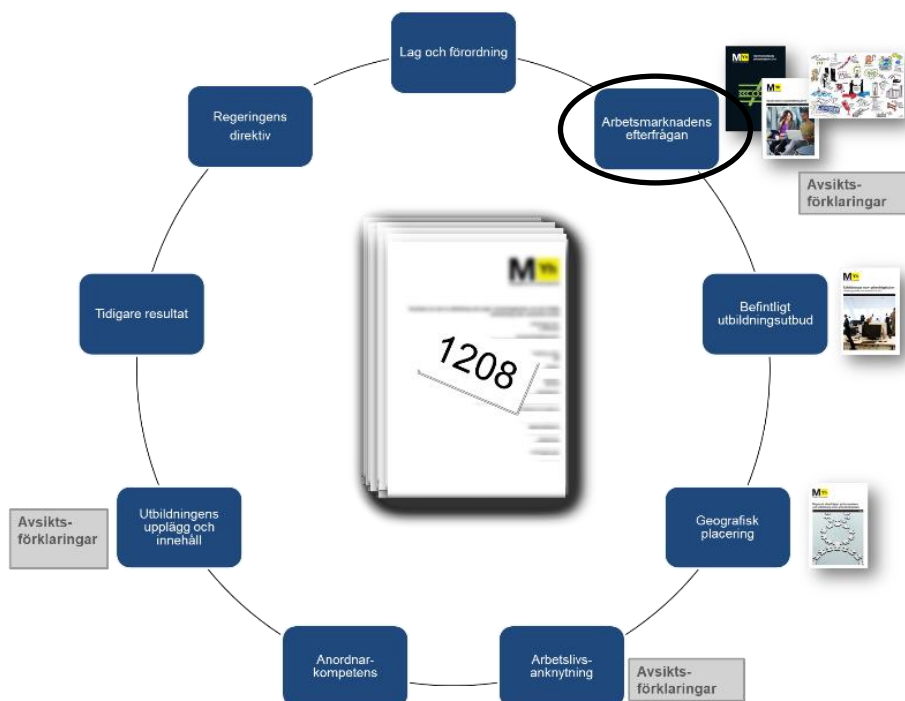 Lag och förordning
Arbetsmarknadens
efterfrågan
Avsikts-
förklaringar
Befintligt
utbildningsutbud
Geografisk
placering
Arbetslivs-
anknytning
Avsikts-
förklaringar
Anordnar-
kompetens
Utbildningens
upplägg och
innehåll
Avsikts-
förklaringar
Tidigare resultat
Regeringens
direktiv
M Yh
1208